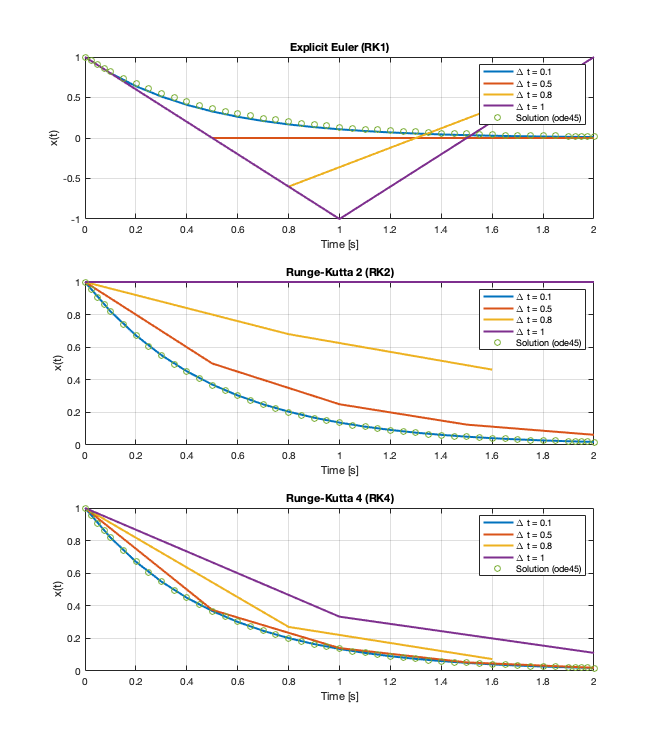 Explicit Euler (RK1)
1
0.5
0
-0.5
-1
x(t)
Δ t = 0.1
Δ t = 0.5
Δ t = 0.8
Δ t = 1
Solution (ode45)
0 0.2 0.4 0.6 0.8 1 1.2 1.4 1.6 1.8 2
Time [s]
Runge-Kutta 2 (RK2)
1
0.8
0.6
0.4
0.2
0
x(t)
Δ t = 0.1
Δ t = 0.5
Δ t = 0.8
Δ t = 1
Solution (ode45)
0 0.2 0.4 0.6 0.8 1 1.2 1.4 1.6 1.8 2
Time [s]
Runge-Kutta 4 (RK4)
1
0.8
0.6
0.4
0.2
0
x(t)
Δ t = 0.1
Δ t = 0.5
Δ t = 0.8
Δ t = 1
Solution (ode45)
0 0.2 0.4 0.6 0.8 1 1.2 1.4 1.6 1.8 2
Time [s]